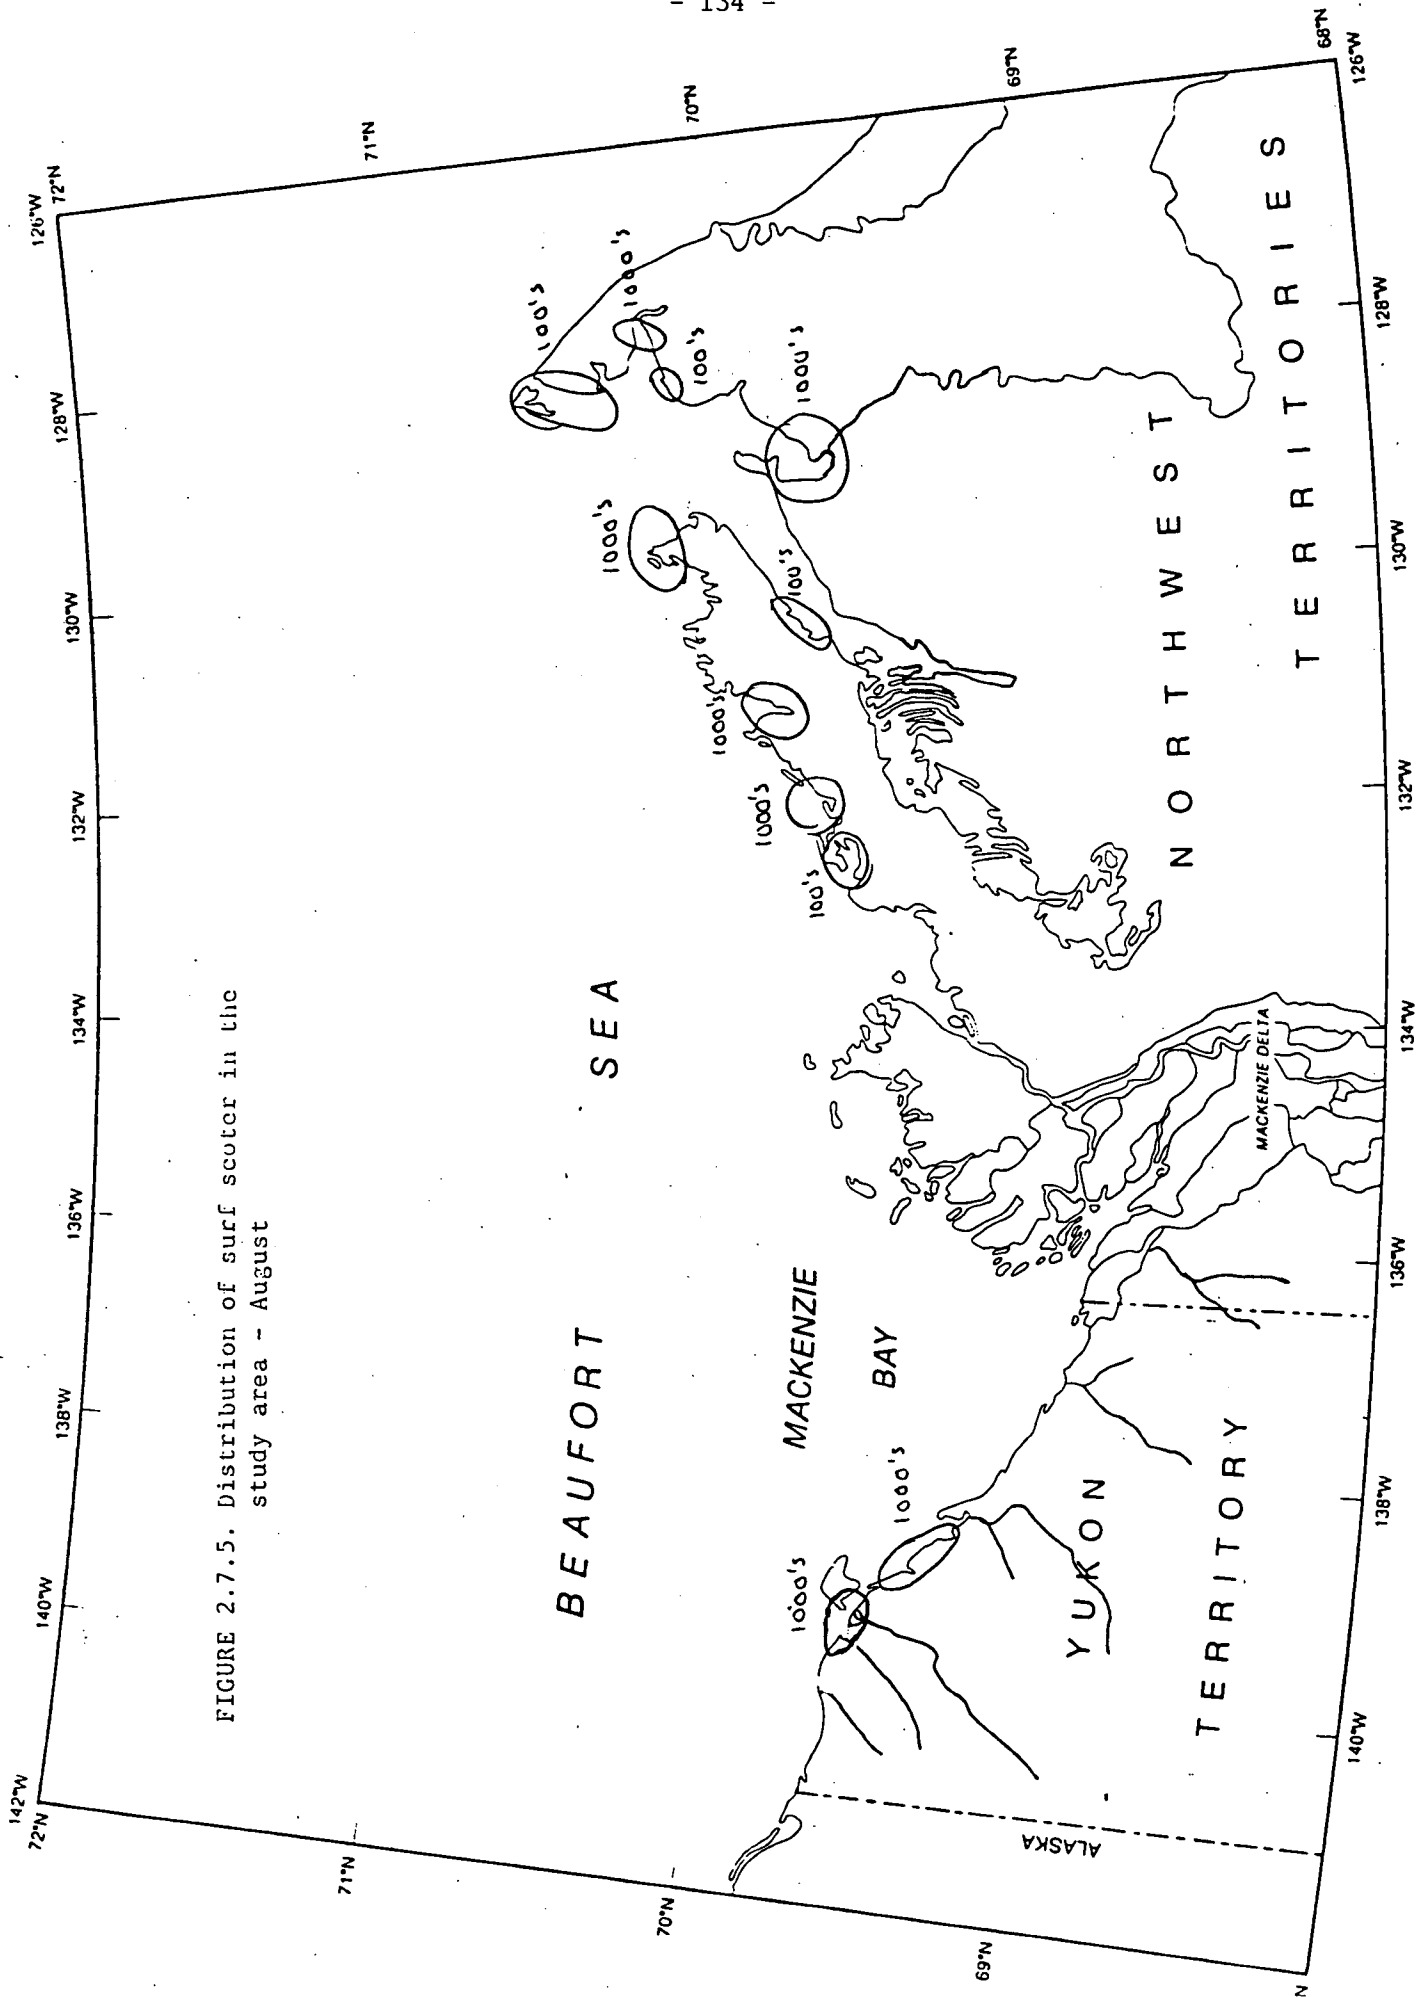 - 134 -
FIGURE 2.7.5. Distribution of surf scoter in the
study area - August
142°W
140°W
138°W
136°W
134°W
132°W
130°W
128°W
126°W
72°N
72°N
71°N
71°N
70°N
70°N
69°N
69°N
N
68°N
BEAUFORT SEA
MACKENZIE
BAY
1000's
1000's
100's
1000's
1000's
1000's
100's
1000's
100's
1000's
100's
ALASKA
YUKON
TERRITORY
MACKENZIE DELTA
NORTHWEST
TERRITORIES
140°W
138°W
136°W
134°W
132°W
130°W
128°W
126°W